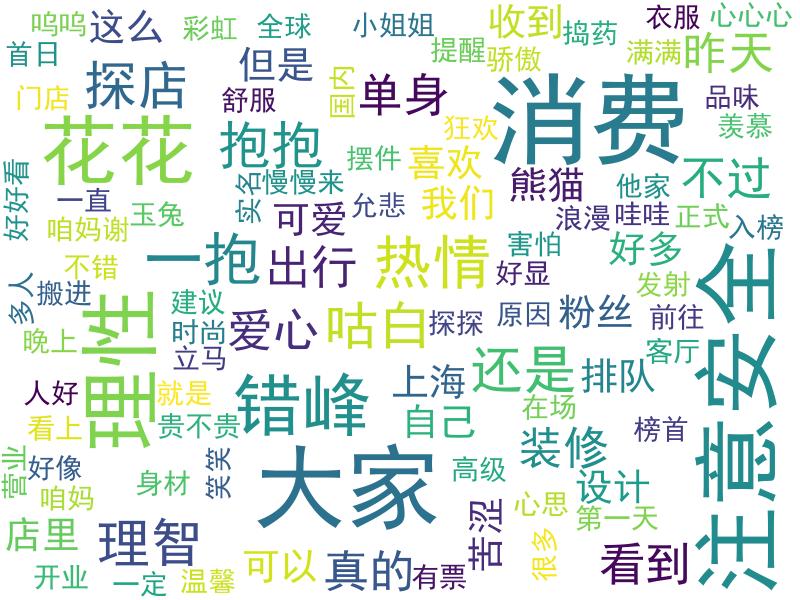 呜呜 这么 彩虹 全球 小姐姐 收到 捣药 衣服 心心心
首日 探店 但是 提醒 骄傲 满满 昨天
门店 舒服 国内 单身 消费 品味
花花 抱抱 狂欢 羡慕
好好看 实名 慢慢来 摆件 喜欢 熊猫 他家 不过
一直 玉兔 可爱 允悲 我们 浪漫 哇哇 正式 入榜
咱妈谢 一抱 出行 热情 害怕 好多
不错 好显 发射 注意安全
多人 搬进 理性 建议 爱心 咕白 探探 原因 粉丝 前往
晚上 时尚 立马 客厅
人好 就是 错峰 上海 还是 排队
看上 贵不贵 自己 在场 榜首
营业 好像 笑笑 大家 高级 装修
咱妈 身材 苦涩 心思 设计
店里 理智 很多 第一天
开业 一定 温馨 可以 真的 有票 看到